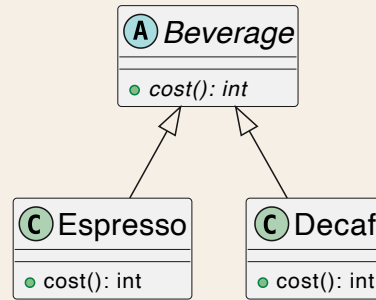 A Beverage
cost(): int
C Espresso
cost(): int
C Decaf
cost(): int